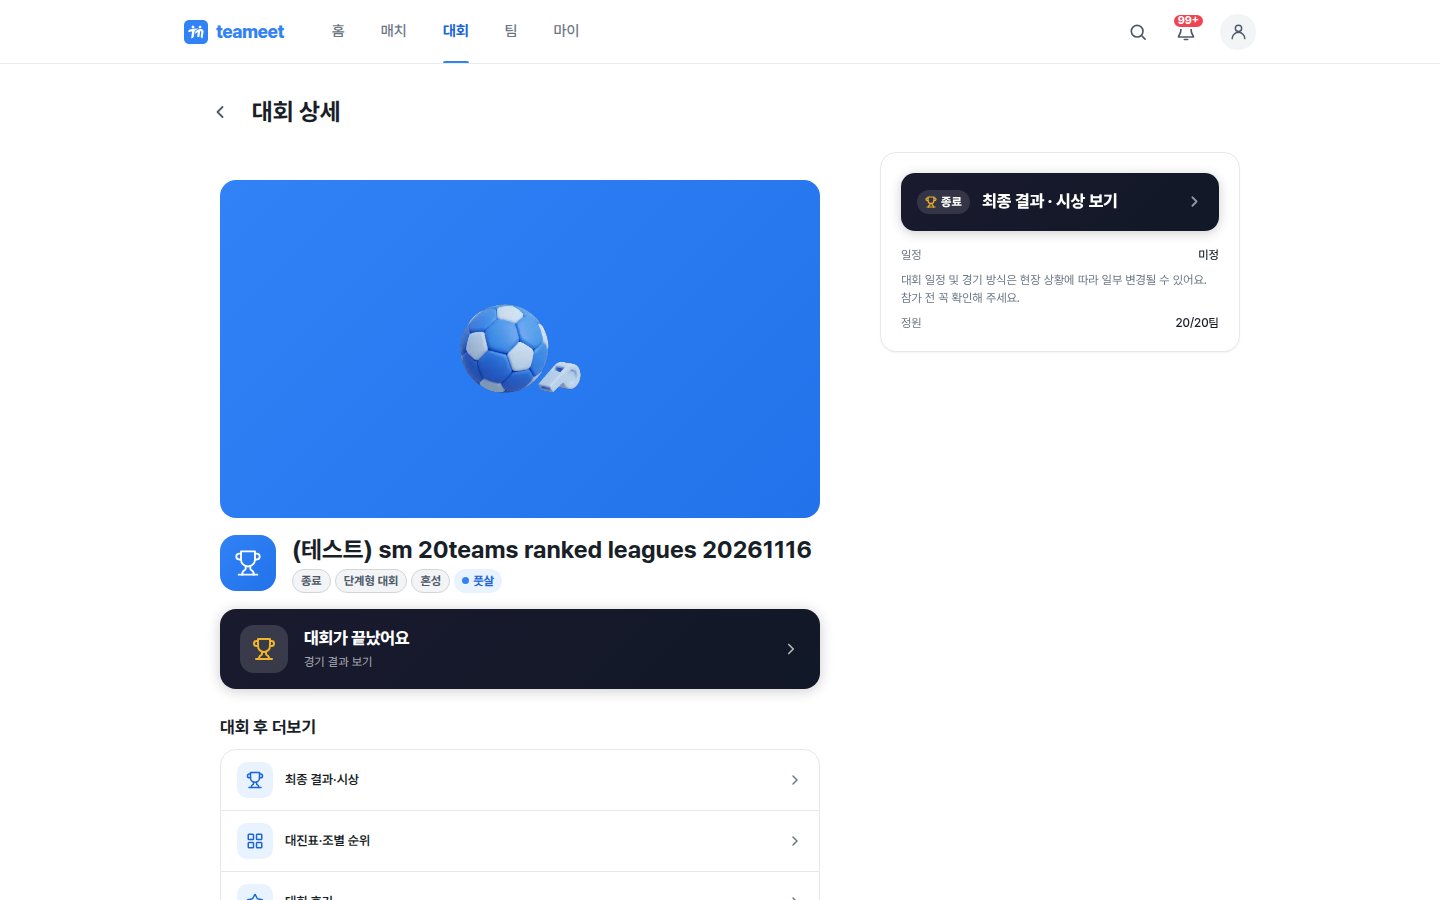 teameet
홈
매치
대회
팀
마이
99+
대회 상세
종료
최종 결과 · 시상 보기
일정
미정
대회 일정 및 경기 방식은 현장 상황에 따라 일부 변경될 수 있어요.
참가 전 꼭 확인해 주세요.
정원
20/20팀
(테스트) sm 20teams ranked leagues 20261116
종료
단계형 대회
혼성
풋살
대회가 끝났어요
경기 결과 보기
대회 후 더보기
최종 결과·시상
대진표·조별 순위